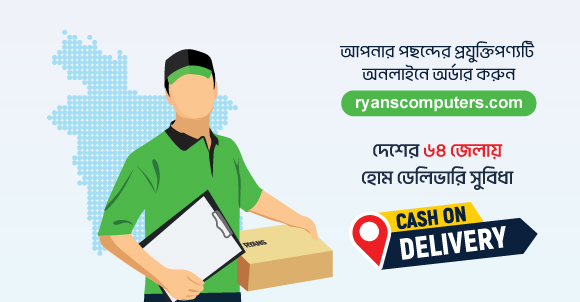 আপনার পছন্দের প্রযুক্তিপণ্যটি
অনলাইনে অর্ডার করুন
ryanscomputers.com
দেশের ৬৪ জেলায়
হোম ডেলিভারি সুবিধা
CASH ON
DELIVERY
RYANS